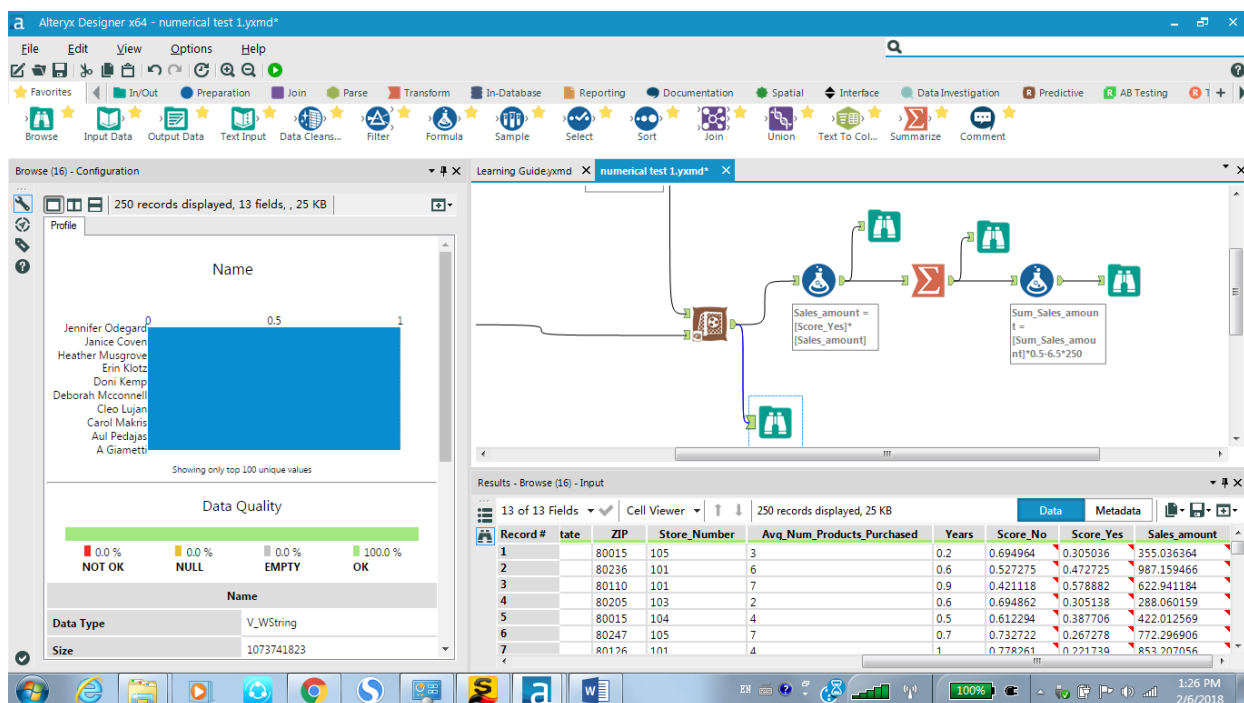 a Alteryx Designer x64 - numerical test 1.yxmd*
File Edit View Options Help
Favorites In/Out Preparation Join Parse Transform In-Database Reporting Documentation Spatial Interface Data Investigation Predictive AB Testing
Browse Input Data Output Data Text Input Data Cleans... Filter Formula Sample Select Sort Join Union Text To Col... Summarize Comment
Browse (16) - Configuration
250 records displayed, 13 fields, , 25 KB
Profile
Name
0 0.5 1
Jennifer Odegard
Janice Coven
Heather Musgrove
Erin Klotz
Doni Kemp
Deborah Mcconnell
Cleo Lujan
Carol Makris
Aul Pedajas
A Giametti
Showing only top 100 unique values
Data Quality
0.0 % 0.0 % 0.0 % 100.0 %
NOT OK NULL EMPTY OK
Name
Data Type V_WString
Size 1073741823
Learning Guide.yxmd numerical test 1.yxmd*
Sales_amount =
[Score_Yes]*
[Sales_amount]
Sum_Sales_amoun
t =
[Sum_Sales_amou
nt]*0.5-6.5*250
Results - Browse (16) - Input
13 of 13 Fields Cell Viewer 250 records displayed, 25 KB Data Metadata
Record # tate ZIP Store_Number Avg_Num_Products_Purchased Years Score_No Score_Yes Sales_amount
1 80015 105 3 0.2 0.694964 0.305036 355.036364
2 80236 101 6 0.6 0.527275 0.472725 987.159466
3 80110 101 7 0.9 0.421118 0.578882 622.941184
4 80205 103 2 0.6 0.694862 0.305138 288.060159
5 80015 104 4 0.5 0.612294 0.387706 422.012569
6 80247 105 7 0.7 0.732722 0.267278 772.296906
7 80126 101 4 1 0.778261 0.221739 853.207056
EN 100% 1:26 PM
2/6/2018